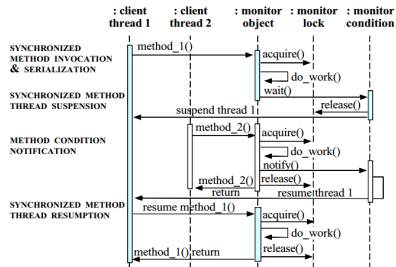 : client : client : monitor : monitor : monitor
thread 1 thread 2 object lock condition
SYNCHRONIZED
METHOD INVOCATION
& SERIALIZATION
method_1()
acquire()
do_work()
SYNCHRONIZED METHOD
THREAD SUSPENSION
wait()
release()
suspend thread 1
METHOD CONDITION
NOTIFICATION
method_2()
acquire()
do_work()
notify()
method_2()
return
release()
resume thread 1
SYNCHRONIZED METHOD
THREAD RESUMPTION
resume method_1()
acquire()
do_work()
method_1() return
release()